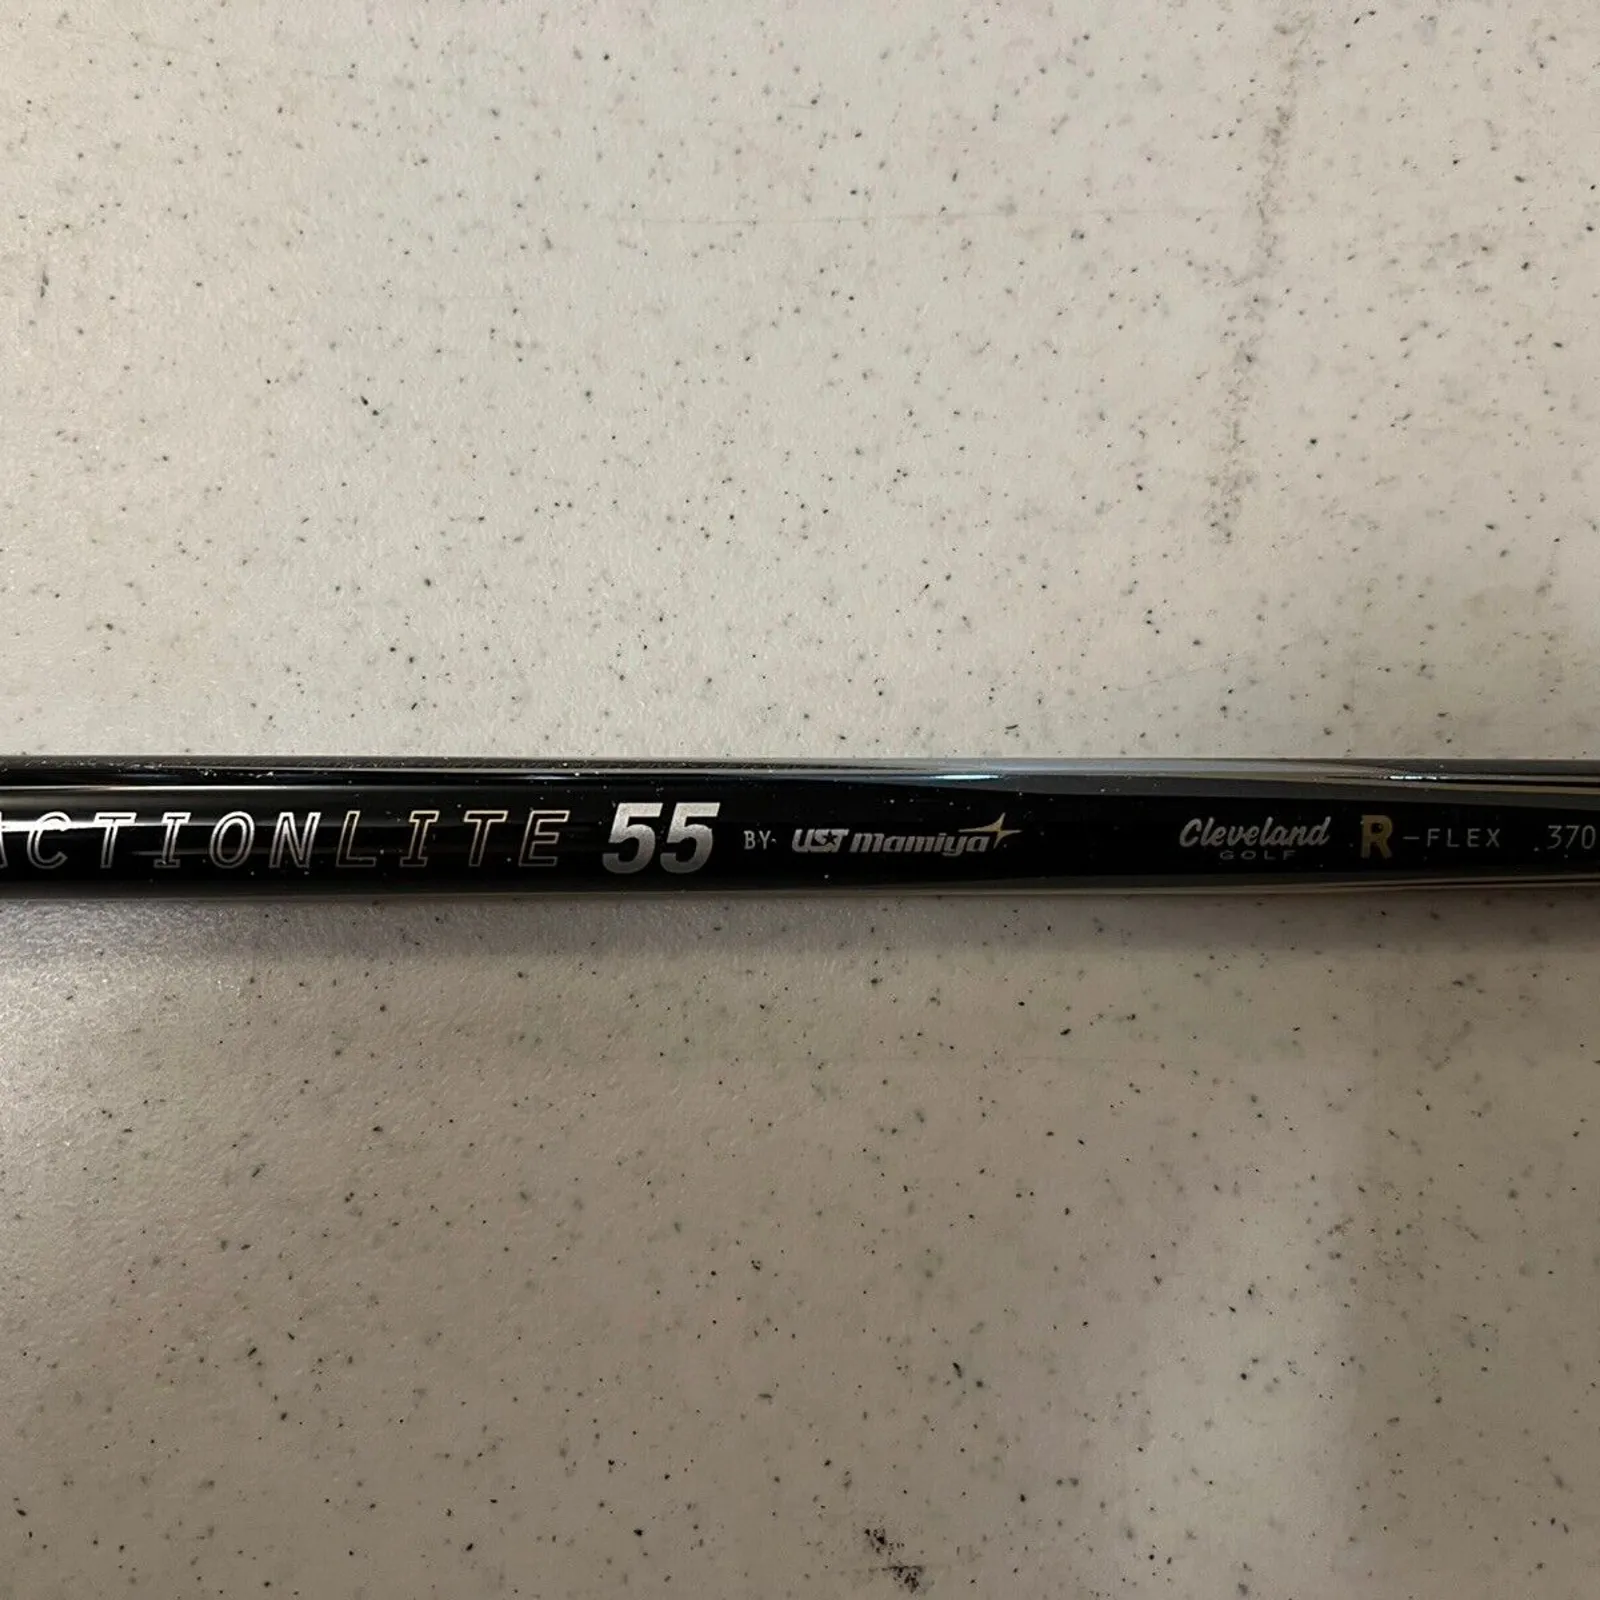 ACTIONLITE 55 BY UST Mamiya Cleveland GOLF R-FLEX .370